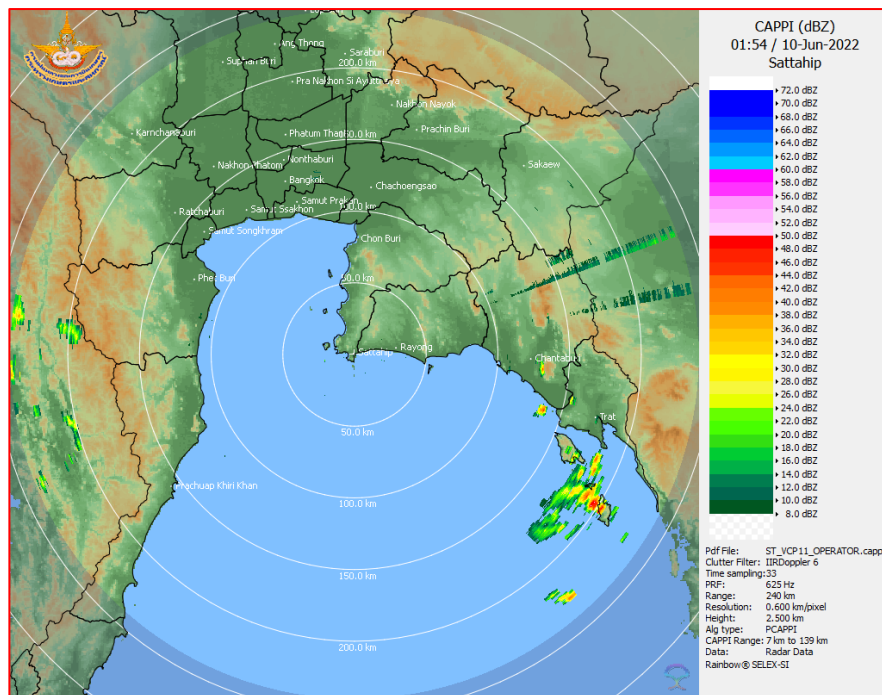 CAPPI (dBZ)
01:54 / 10-Jun-2022
Sattahip
72.0 dBZ
70.0 dBZ
68.0 dBZ
66.0 dBZ
64.0 dBZ
62.0 dBZ
60.0 dBZ
58.0 dBZ
56.0 dBZ
54.0 dBZ
52.0 dBZ
50.0 dBZ
48.0 dBZ
46.0 dBZ
44.0 dBZ
42.0 dBZ
40.0 dBZ
38.0 dBZ
36.0 dBZ
34.0 dBZ
32.0 dBZ
30.0 dBZ
28.0 dBZ
26.0 dBZ
24.0 dBZ
22.0 dBZ
20.0 dBZ
18.0 dBZ
16.0 dBZ
14.0 dBZ
12.0 dBZ
10.0 dBZ
8.0 dBZ
Pdf File: ST_VCP11_OPERATOR.capp
Clutter Filter: IIRDoppler 6
Time sampling:33
PRF: 625 Hz
Range: 240 km
Resolution: 0.600 km/pixel
Height: 2.500 km
Alg type: PCAPPI
CAPPI Range: 7 km to 139 km
Data: Radar Data
Rainbow® SELEX-SI
Ang Thong
Saraburi
Suphan Buri
200.0 km
Pra Nakhon Si Ayutthaya
Nakhon Nayok
Karnchanaburi
Phatum Thani
Prachin Buri
Nonthaburi
Nakhon Phatom
Sakaew
Bangkok
Chachoengsao
Samut Prakan
Ratchaburi
Samut Ssakhon
100.0 km
Samut Songkhram
Chon Buri
Phet Buri
50.0 km
Rayong
Sattahip
Chantaburi
Trat
50.0 km
Prachuap Khiri Khan
100.0 km
150.0 km
200.0 km